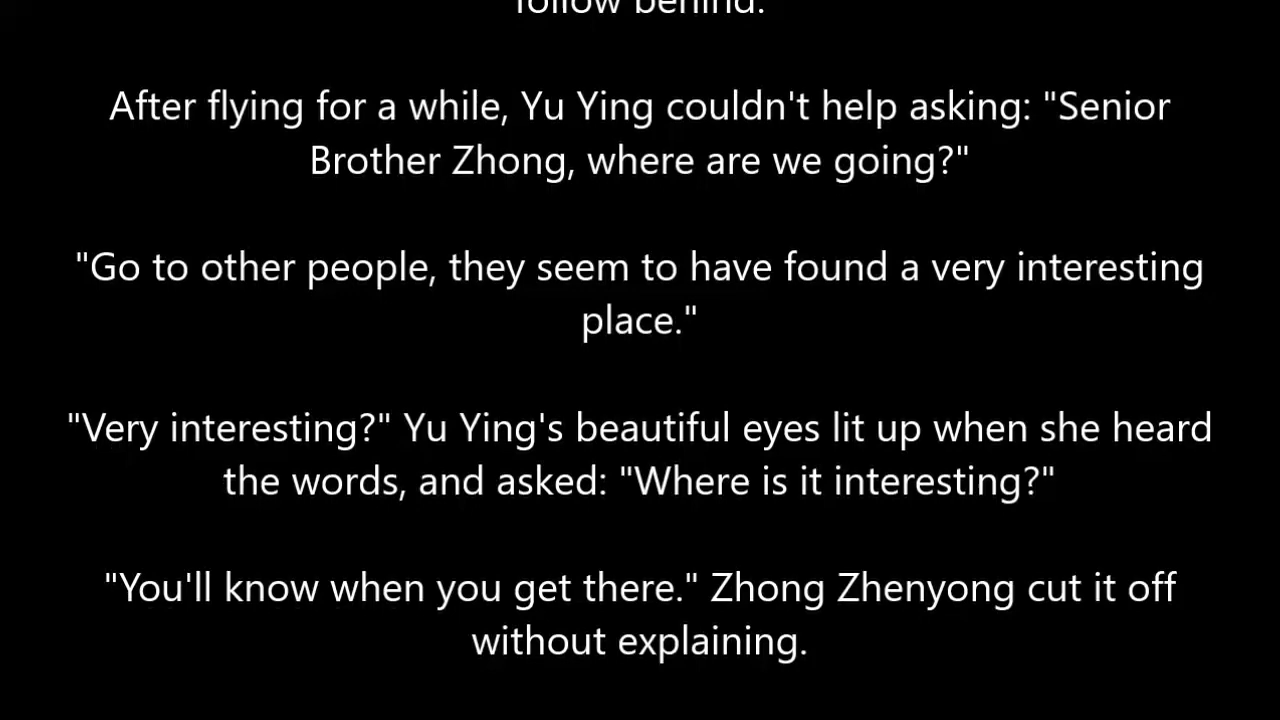 follow behind.
After flying for a while, Yu Ying couldn't help asking: "Senior
Brother Zhong, where are we going?"
"Go to other people, they seem to have found a very interesting
place."
"Very interesting?" Yu Ying's beautiful eyes lit up when she heard
the words, and asked: "Where is it interesting?"
"You'll know when you get there." Zhong Zhenyong cut it off
without explaining.